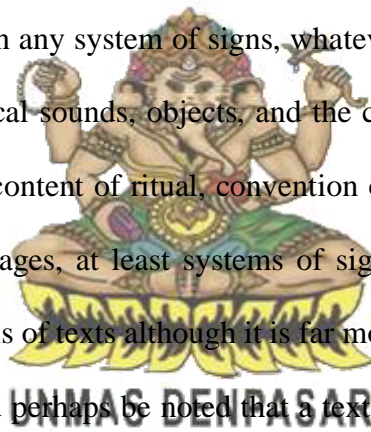 any system of signs, whatev
cal sounds, objects, and the c
content of ritual, convention
ages, at least systems of sig
s of texts although it is far mo
UNMAS DENPASAR
perhaps be noted that a text